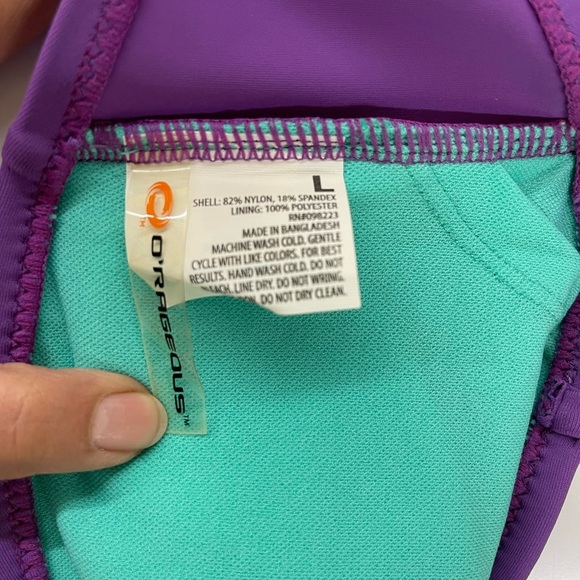 L
SHELL: 82% NYLON, 18% SPANDEX
LINING: 100% POLYESTER
RN#098223
MADE IN BANGLADESH
MACHINE WASH COLD. GENTLE
CYCLE WITH LIKE COLORS. FOR BEST
RESULTS. HAND WASH COLD. DO NOT
LINE DRY. DO NOT WRING.
DO NOT DRY CLEAN.
O'RAGEOUS™